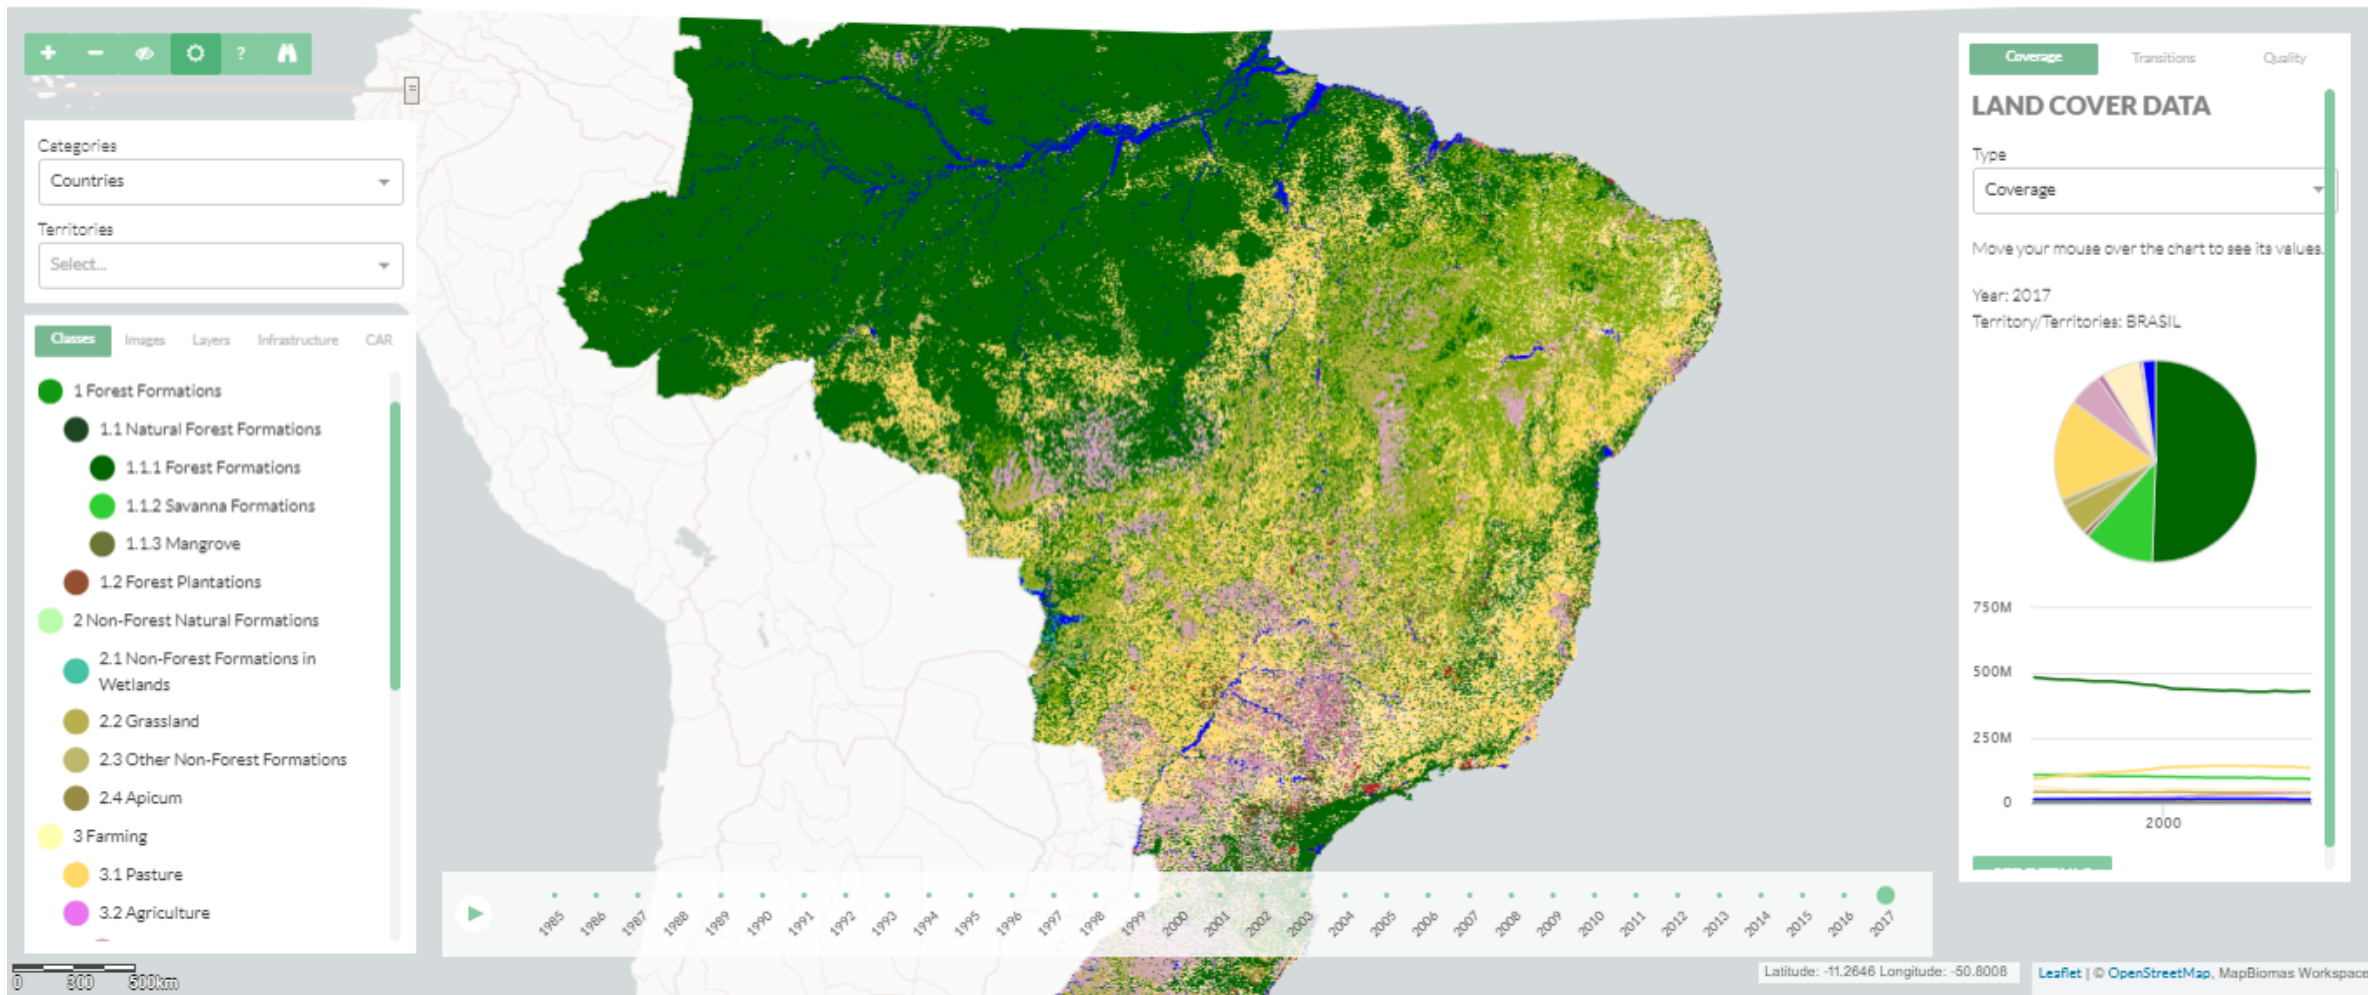 ?
Categories
Countries
Territories
Select...
Classes Images Layers Infrastructure CAR
1 Forest Formations
1.1 Natural Forest Formations
1.1.1 Forest Formations
1.1.2 Savanna Formations
1.1.3 Mangrove
1.2 Forest Plantations
2 Non-Forest Natural Formations
2.1 Non-Forest Formations in
Wetlands
2.2 Grassland
2.3 Other Non-Forest Formations
2.4 Apicum
3 Farming
3.1 Pasture
3.2 Agriculture
0 300 500km
1985 1986 1987 1988 1989 1990 1991 1992 1993 1994 1995 1996 1997 1998 1999 2000 2001 2002 2003 2004 2005 2006 2007 2008 2009 2010 2011 2012 2013 2014 2015 2016 2017
Coverage Transitions Quality
LAND COVER DATA
Type
Coverage
Move your mouse over the chart to see its values.
Year: 2017
Territory/Territories: BRASIL
750M
500M
250M
0
2000
Latitude: -11.2646 Longitude: -50.8008
Leaflet | © OpenStreetMap, MapBiomas Workspace